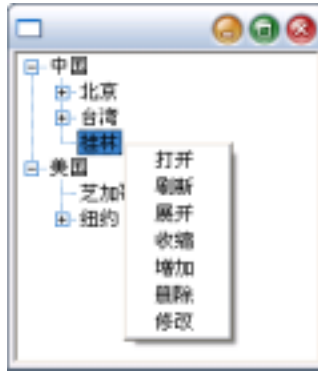 中国
北京
台湾
桂林
美国
芝加
纽约
打开
刷新
展开
收缩
增加
删除
修改